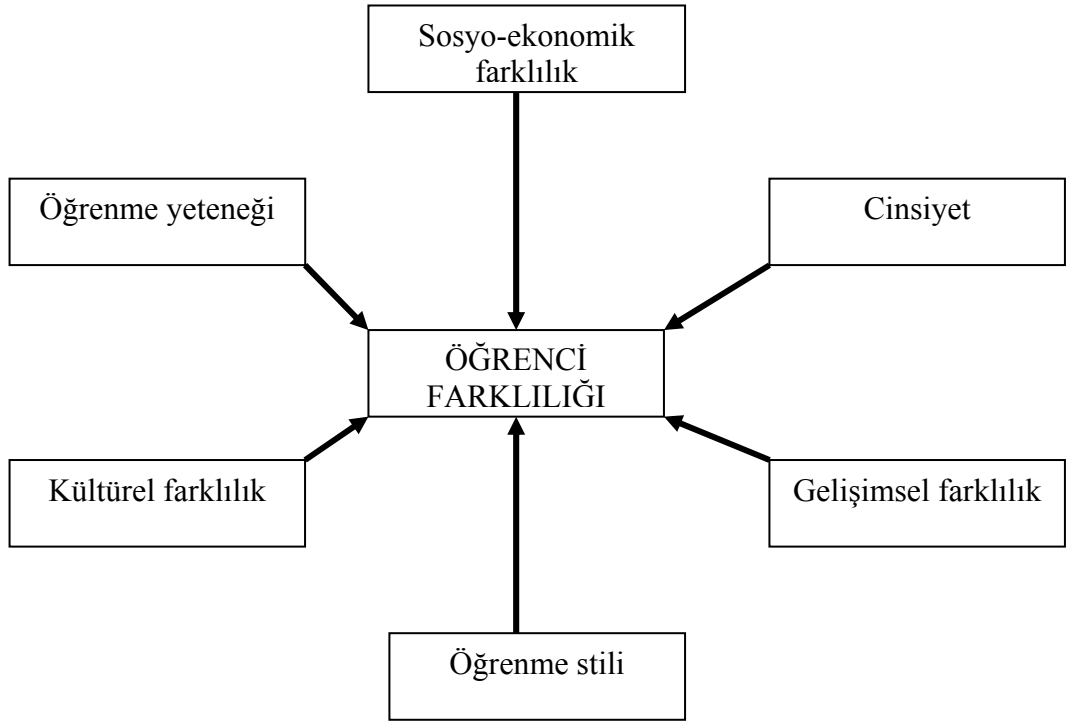 Sosyo-ekonomik
farklılık
Öğrenme yeteneği
Cinsiyet
ÖĞRENCİ
FARKLILIĞI
Kültürel farklılık
Gelişimsel farklılık
Öğrenme stili